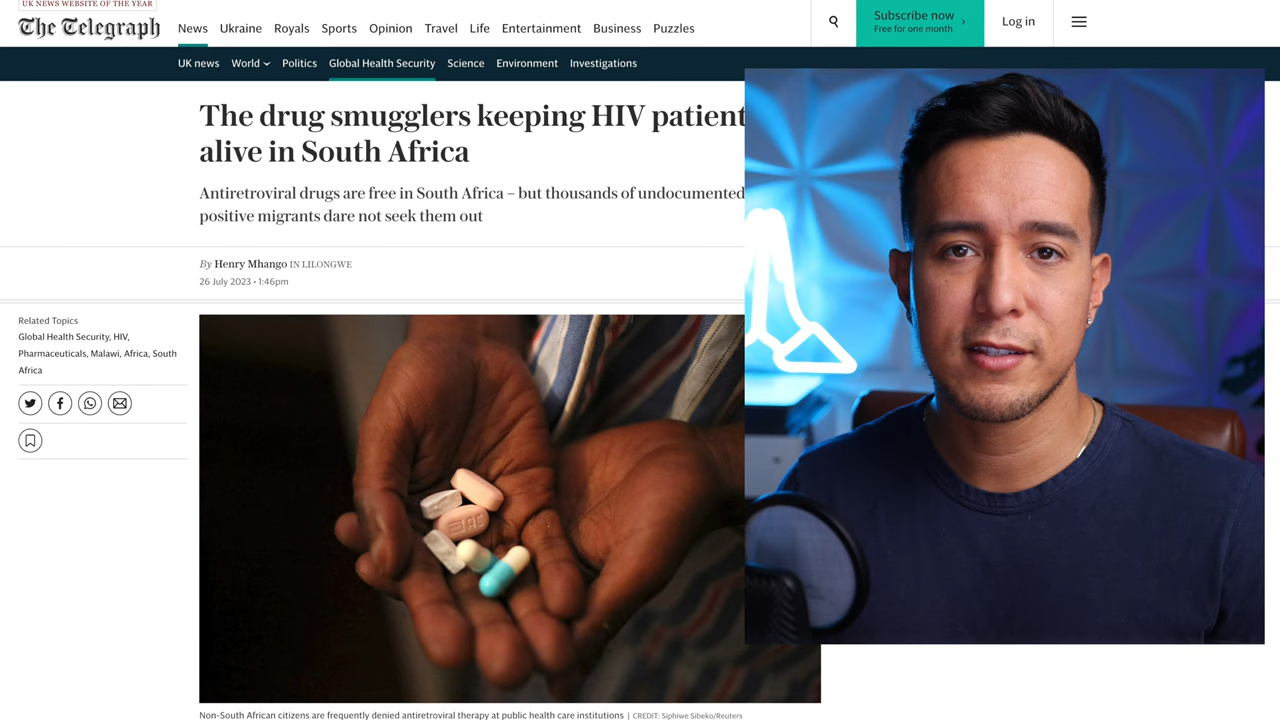 UK NEWS WEBSITE OF THE YEAR
The Telegraph
News Ukraine Royals Sports Opinion Travel Life Entertainment Business Puzzles
Subscribe now
Free for one month
Log in
UK news World Politics Global Health Security Science Environment Investigations
The drug smugglers keeping HIV patient
alive in South Africa
Antiretroviral drugs are free in South Africa – but thousands of undocumented
positive migrants dare not seek them out
By Henry Mhango IN LILONGWE
26 July 2023 • 1:46pm
Related Topics
Global Health Security, HIV,
Pharmaceuticals, Malawi, Africa, South
Africa
Non-South African citizens are frequently denied antiretroviral therapy at public health care institutions | CREDIT: Siphiwe Sibeko/Reuters